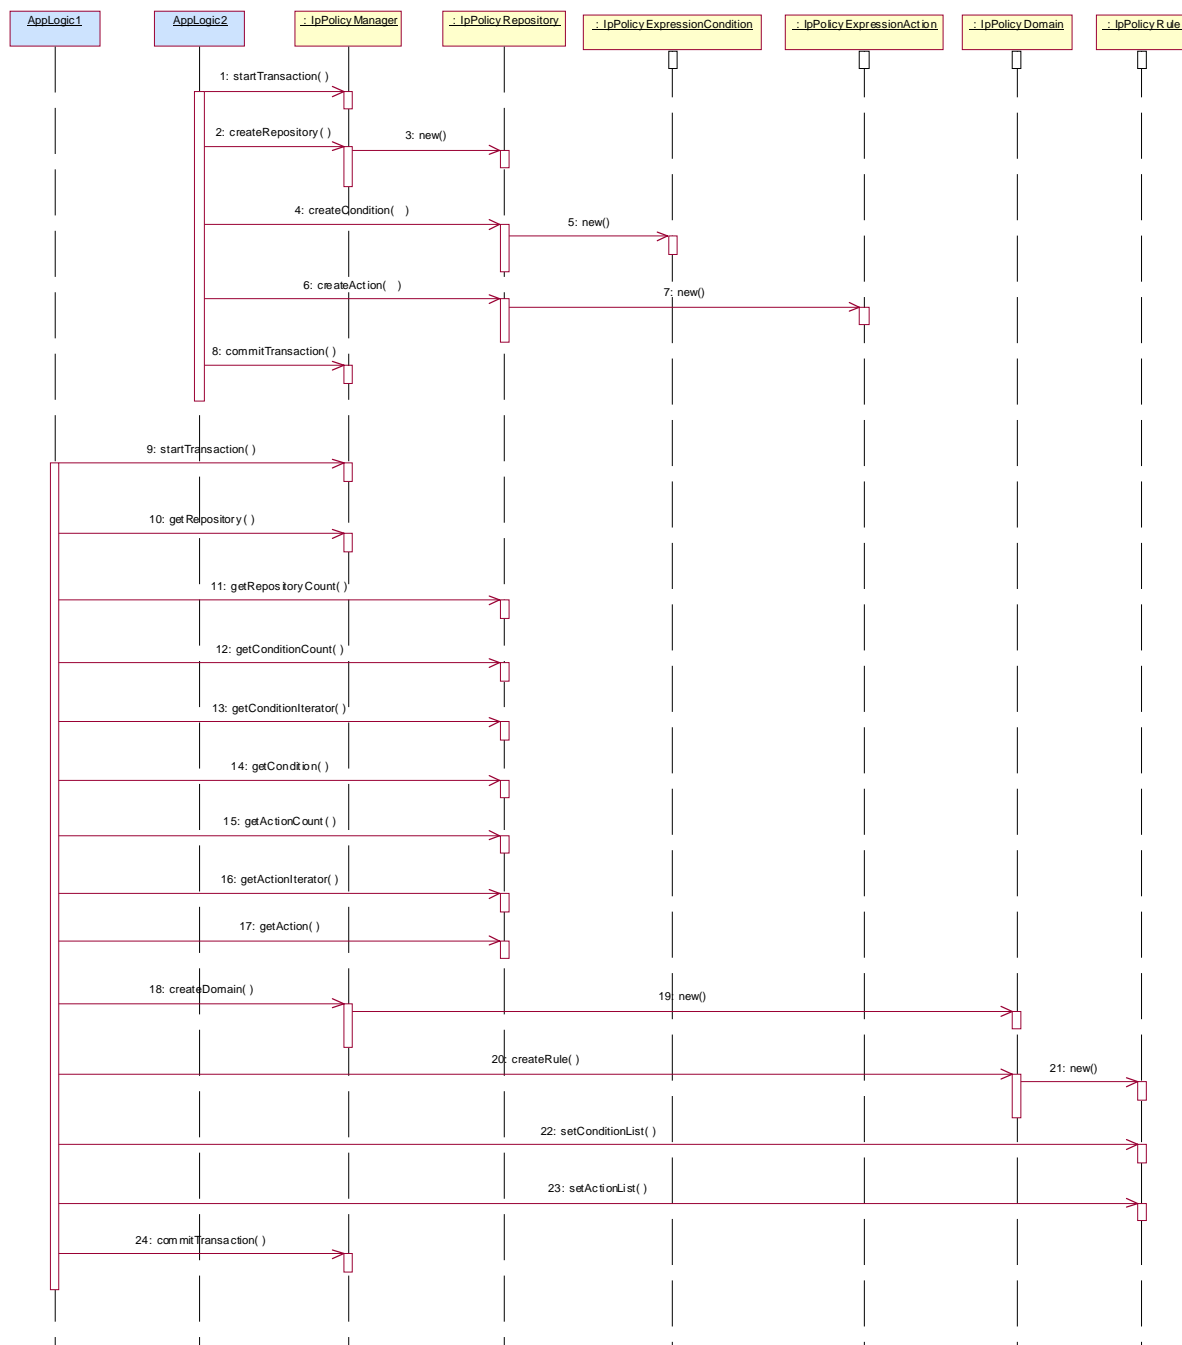 AppLogic1
AppLogic2
: IpPolicyManager
: IpPolicyRepository
: IpPolicyExpressionCondition
: IpPolicyExpressionAction
: IpPolicyDomain
: IpPolicyRule
1: startTransaction( )
2: createRepository( )
3: new()
4: createCondition( )
5: new()
6: createAction( )
7: new()
8: commitTransaction( )
9: startTransaction( )
10: getRepository( )
11: getRepositoryCount( )
12: getConditionCount( )
13: getConditionIterator( )
14: getCondition( )
15: getActionCount( )
16: getActionIterator( )
17: getAction( )
18: createDomain( )
19: new()
20: createRule( )
21: new()
22: setConditionList( )
23: setActionList( )
24: commitTransaction( )